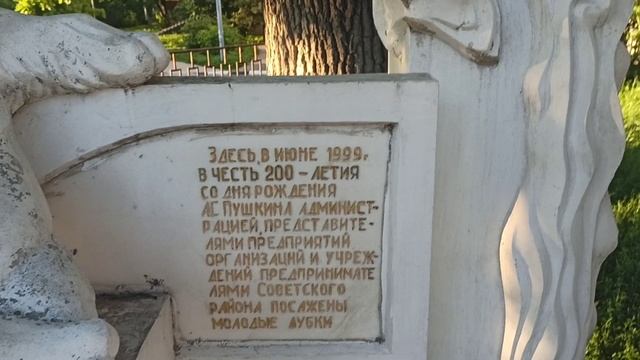 Здесь, в июне 1999г.
в честь 200-летия
со дня рождения
А.С Пушкина админист-
рацией, представите-
лями предприятий
организаций и учреж-
дений предпринимате
лями Советского
района посажены
молодые дубки